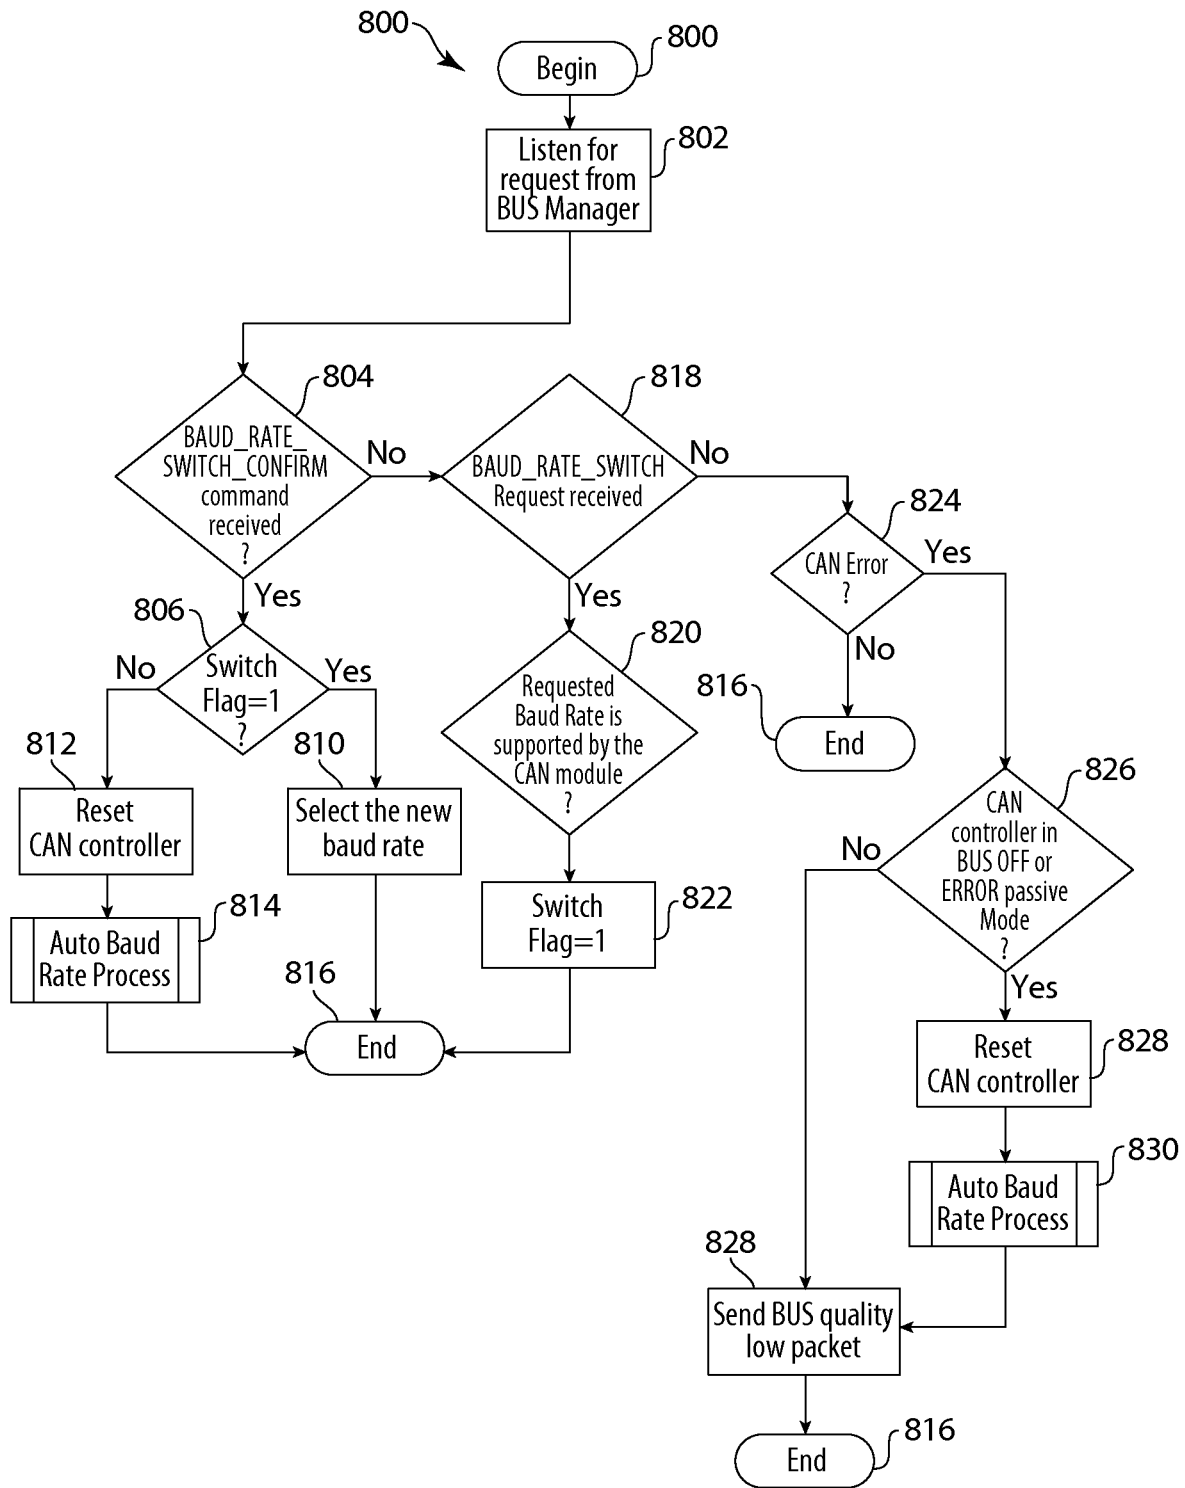 800
800
Begin
802
Listen for
request from
BUS Manager
804
BAUD_RATE_
SWITCH_CONFIRM
command
received
?
No
Yes
818
BAUD_RATE_SWITCH
Request received
No
Yes
824
CAN Error
?
Yes
No
806
Switch
Flag=1
?
No
Yes
820
Requested
Baud Rate is
supported by the
CAN module
?
816
End
812
Reset
CAN controller
810
Select the new
baud rate
826
CAN
controller in
BUS OFF or
ERROR passive
Mode
?
No
Yes
814
Auto Baud
Rate Process
822
Switch
Flag=1
816
End
828
Reset
CAN controller
830
Auto Baud
Rate Process
828
Send BUS quality
low packet
816
End